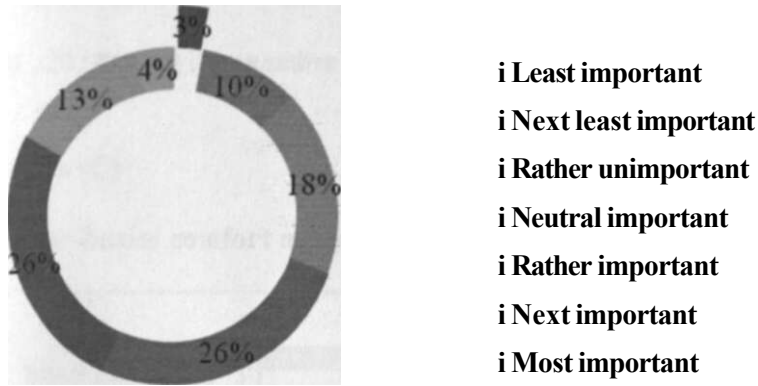 3%
4%
10%
13%
18%
26%
26%
i Least important
i Next least important
i Rather unimportant
i Neutral important
i Rather important
i Next important
i Most important